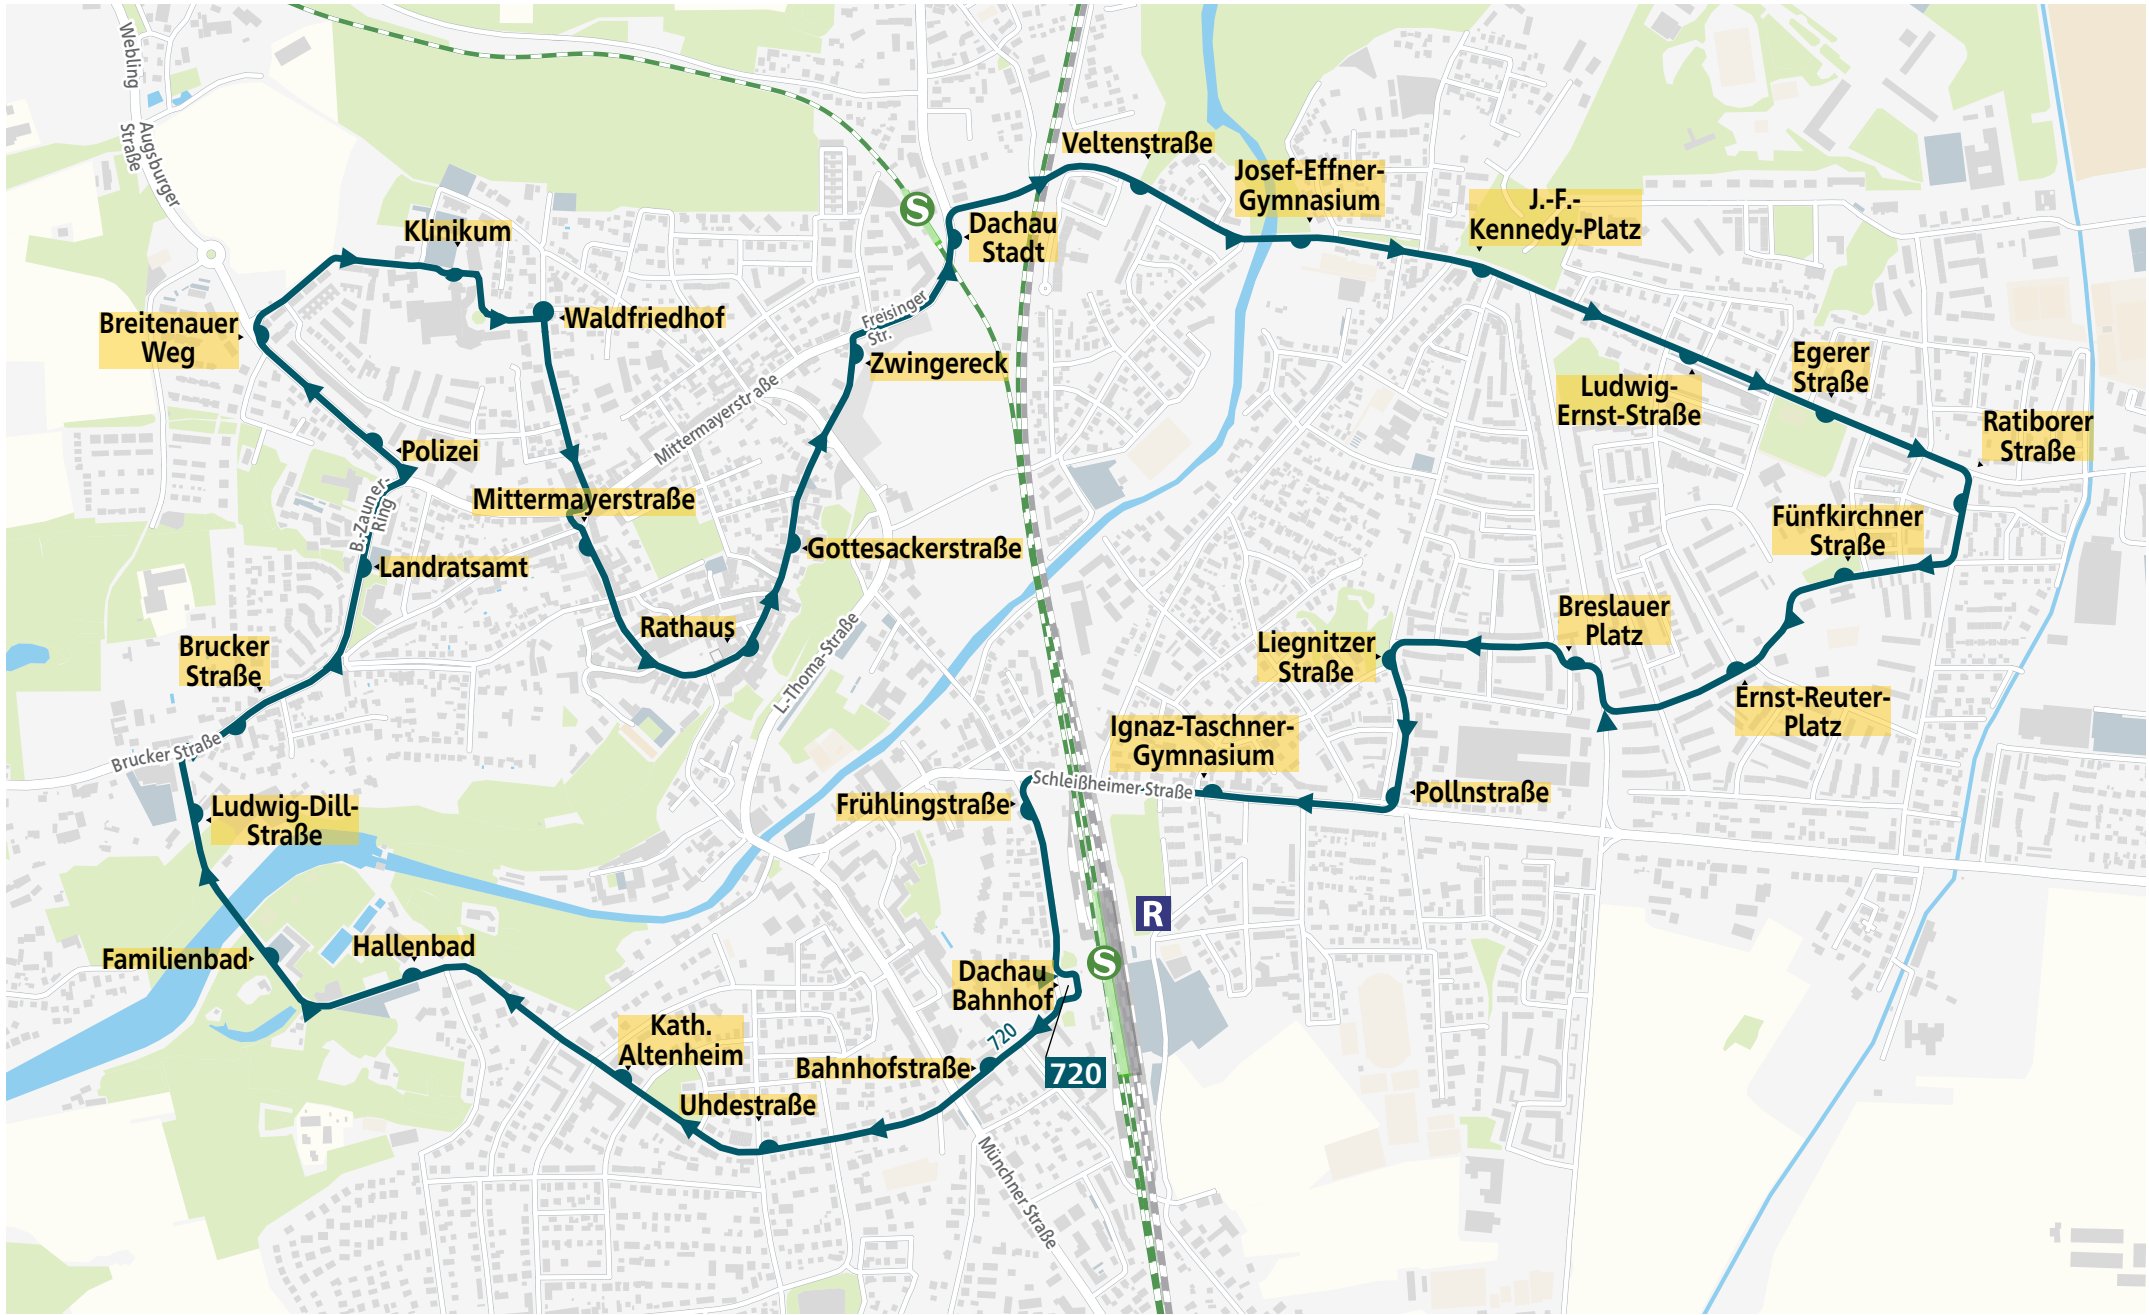 Webling
Augsburger
Straße
Veltenstraße
Josef-Effner-
Gymnasium
J.-F.-
Kennedy-Platz
S
Dachau
Stadt
Klinikum
Waldfriedhof
Breitenauer
Weg
Freisinger
Str.
Zwingereck
Egerer
Straße
Ludwig-
Ernst-Straße
Ratiborer
Straße
Mittermayerstraße
Polizei
Mittermayerstraße
B.-Zauner-
Ring
Fünfkirchner
Straße
Gottesackerstraße
Landratsamt
Breslauer
Platz
Rathaus
Liegnitzer
Straße
Brucker
Straße
L.-Thoma-Straße
Ernst-Reuter-
Platz
Ignaz-Taschner-
Gymnasium
Brucker Straße
Schleißheimer Straße
Pollnstraße
Frühlingstraße
Ludwig-Dill-
Straße
R
Hallenbad
Familienbad
S
Dachau
Bahnhof
Kath.
Altenheim
720
Bahnhofstraße
720
Uhdestraße
Münchner Straße